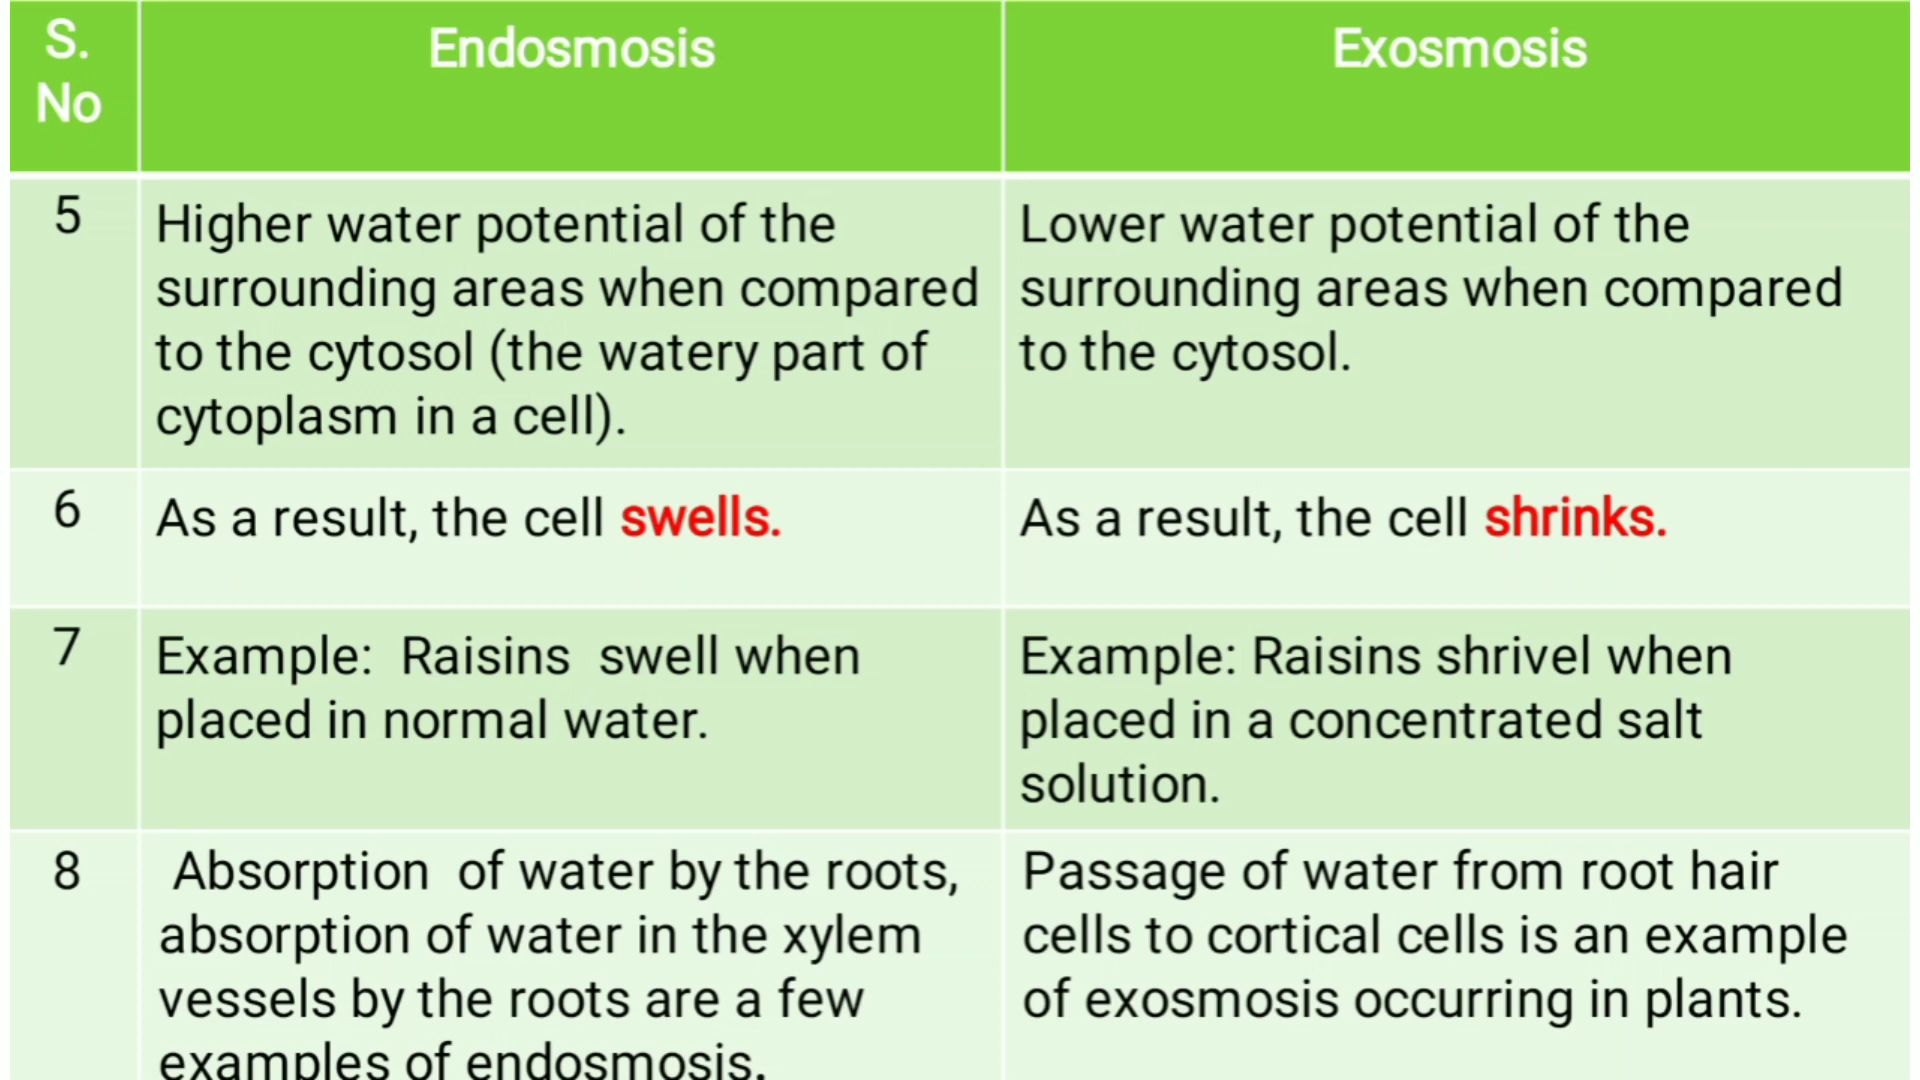 S.
No
Endosmosis
Exosmosis
5
Higher water potential of the
surrounding areas when compared
to the cytosol (the watery part of
cytoplasm in a cell).
Lower water potential of the
surrounding areas when compared
to the cytosol.
6
As a result, the cell swells.
As a result, the cell shrinks.
7
Example: Raisins swell when
placed in normal water.
Example: Raisins shrivel when
placed in a concentrated salt
solution.
8
Absorption of water by the roots,
absorption of water in the xylem
vessels by the roots are a few
examples of endosmosis.
Passage of water from root hair
cells to cortical cells is an example
of exosmosis occurring in plants.